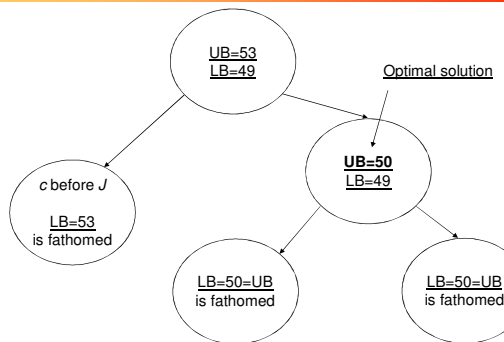 UB=53
LB=49
Optimal solution
UB=50
LB=49
c before J
LB=53
is fathomed
LB=50=UB
is fathomed
LB=50=UB
is fathomed